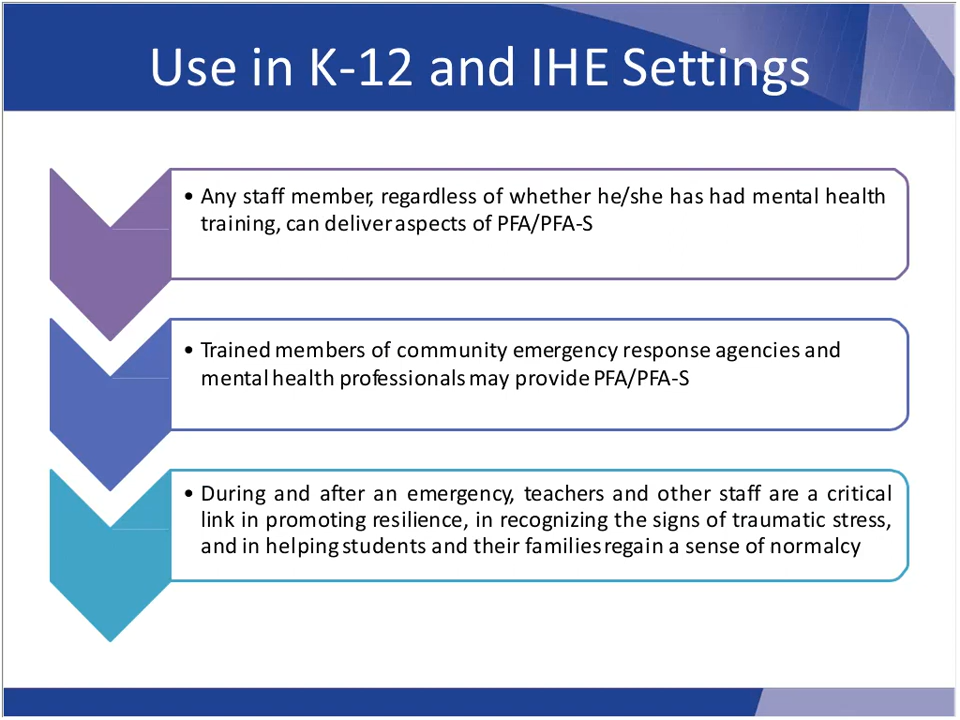 Use in K-12 and IHE Settings
• Any staff member, regardless of whether he/she has had mental health
training, can deliver aspects of PFA/PFA-S
• Trained members of community emergency response agencies and
mental health professionals may provide PFA/PFA-S
• During and after an emergency, teachers and other staff are a critical
link in promoting resilience, in recognizing the signs of traumatic stress,
and in helping students and their families regain a sense of normalcy